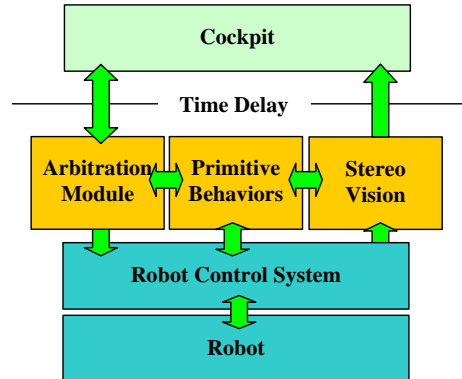 Cockpit
Time Delay
Arbitration
Module
Primitive
Behaviors
Stereo
Vision
Robot Control System
Robot